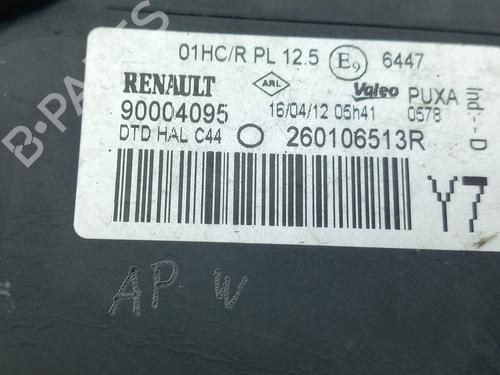 01HC/R PL 12.5 E9 6447
RENAULT ARL Valeo PUXA Ind:-D
90004095 16/04/12 05h41 0578
DTD HAL C44 260106513R
Y7
AP W
B-PARTS